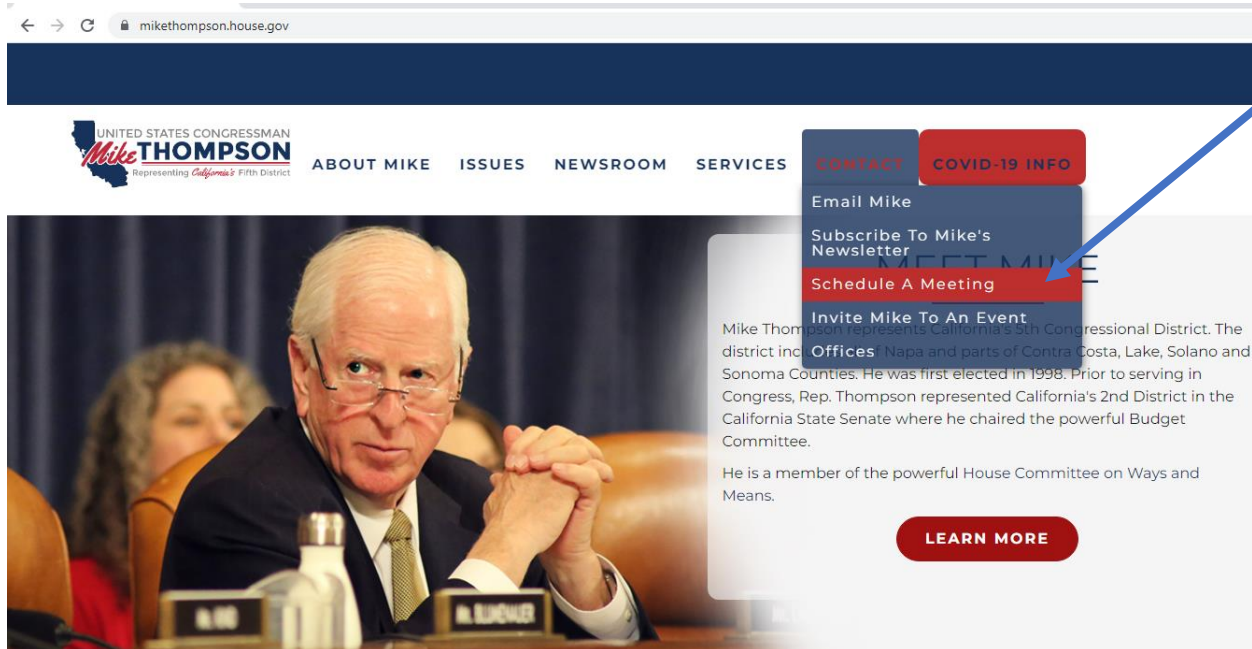 mikethompson.house.gov
UNITED STATES CONGRESSMAN
Mike THOMPSON
Representing California's Fifth District
ABOUT MIKE ISSUES NEWSROOM SERVICES CONTACT COVID-19 INFO
Email Mike
Subscribe To Mike's
Newsletter
Schedule A Meeting
Invite Mike To An Event
Offices
MEET MIKE
Mike Thompson represents California's 5th Congressional District. The
district of Napa and parts of Contra Costa, Lake, Solano and
Sonoma Counties. He was first elected in 1998. Prior to serving in
Congress, Rep. Thompson represented California's 2nd District in the
California State Senate where he chaired the powerful Budget
Committee.
He is a member of the powerful House Committee on Ways and
Means.
LEARN MORE
Mr. BLUMENAUER